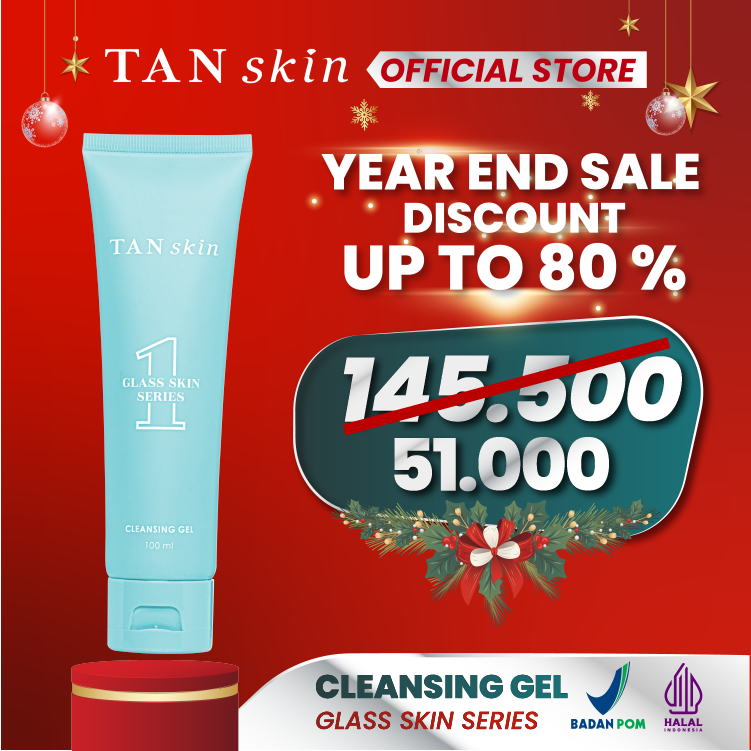 TAN skin OFFICIAL STORE
YEAR END SALE
DISCOUNT
UP TO 80 %
145.500
51.000
TAN skin
1
GLASS SKIN
SERIES
CLEANSING GEL
100 ml
CLEANSING GEL
GLASS SKIN SERIES
BADAN POM
HALAL
INDONESIA